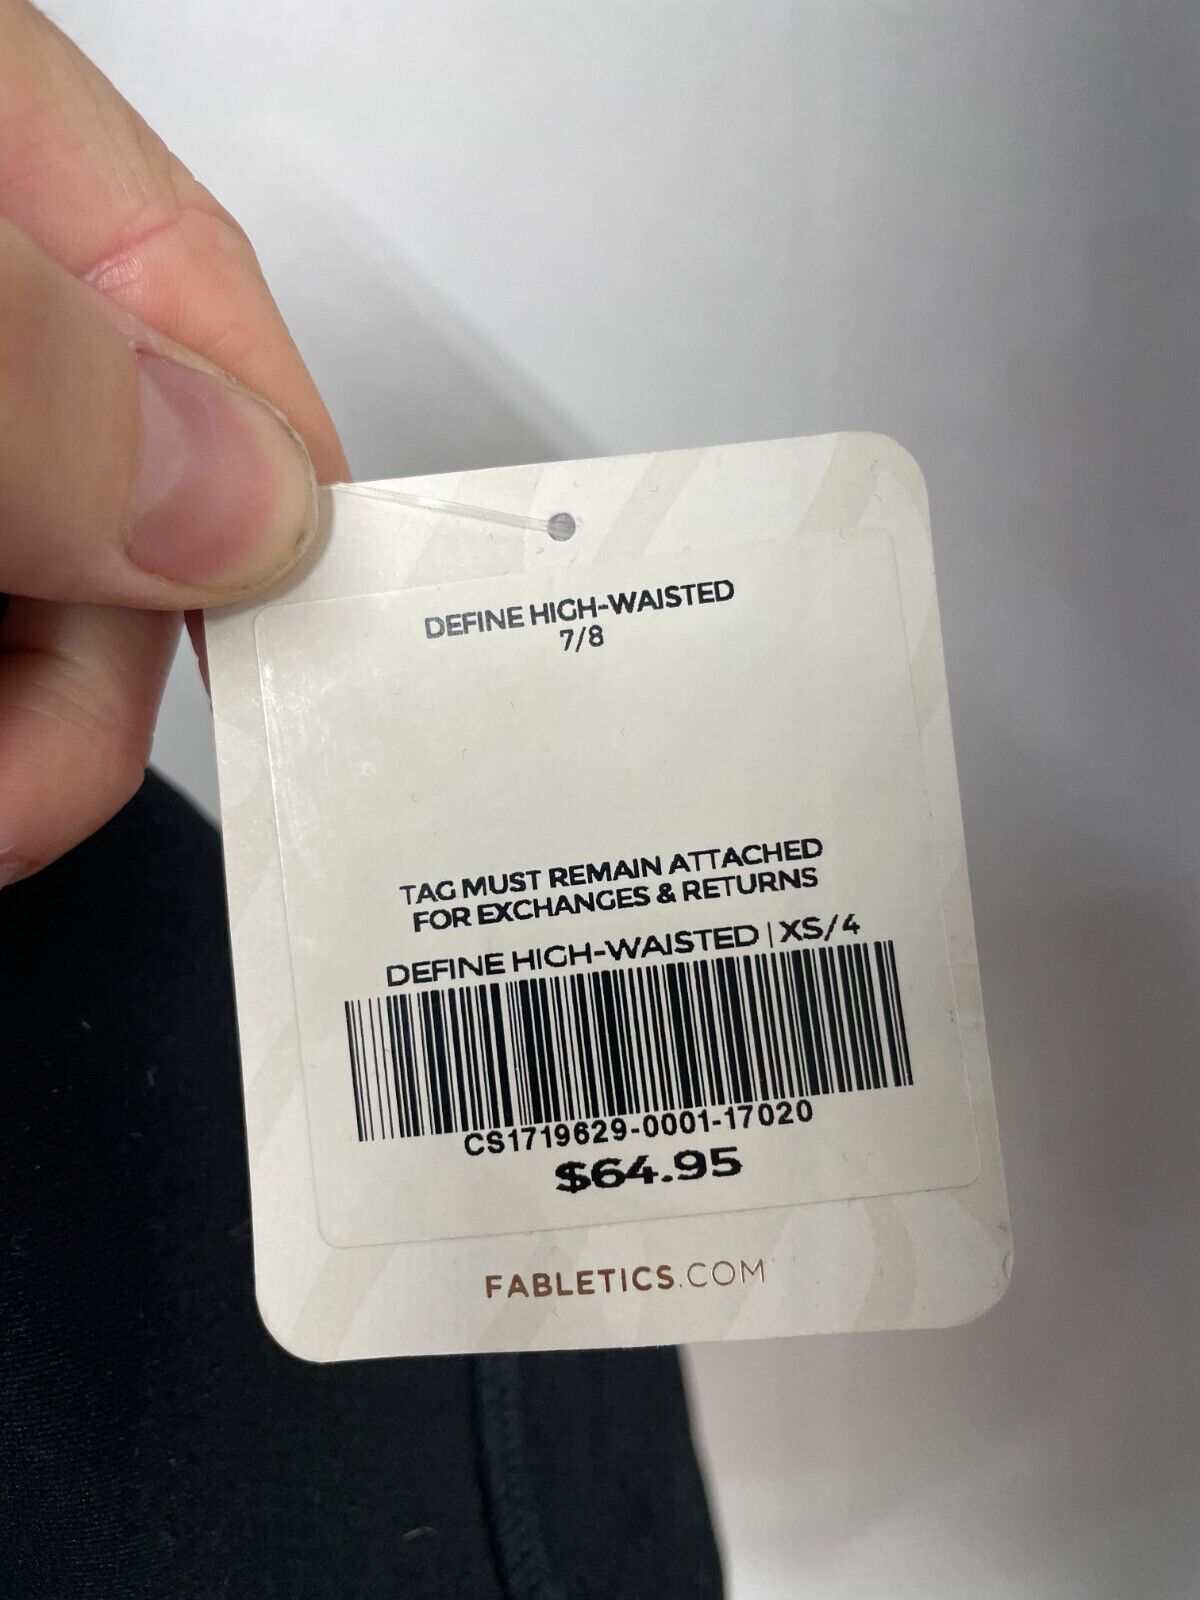 DEFINE HIGH-WAISTED
7/8
TAG MUST REMAIN ATTACHED
FOR EXCHANGES & RETURNS
DEFINE HIGH-WAISTED | XS/4
CS1719629-0001-17020
$64.95
FABLETICS.COM